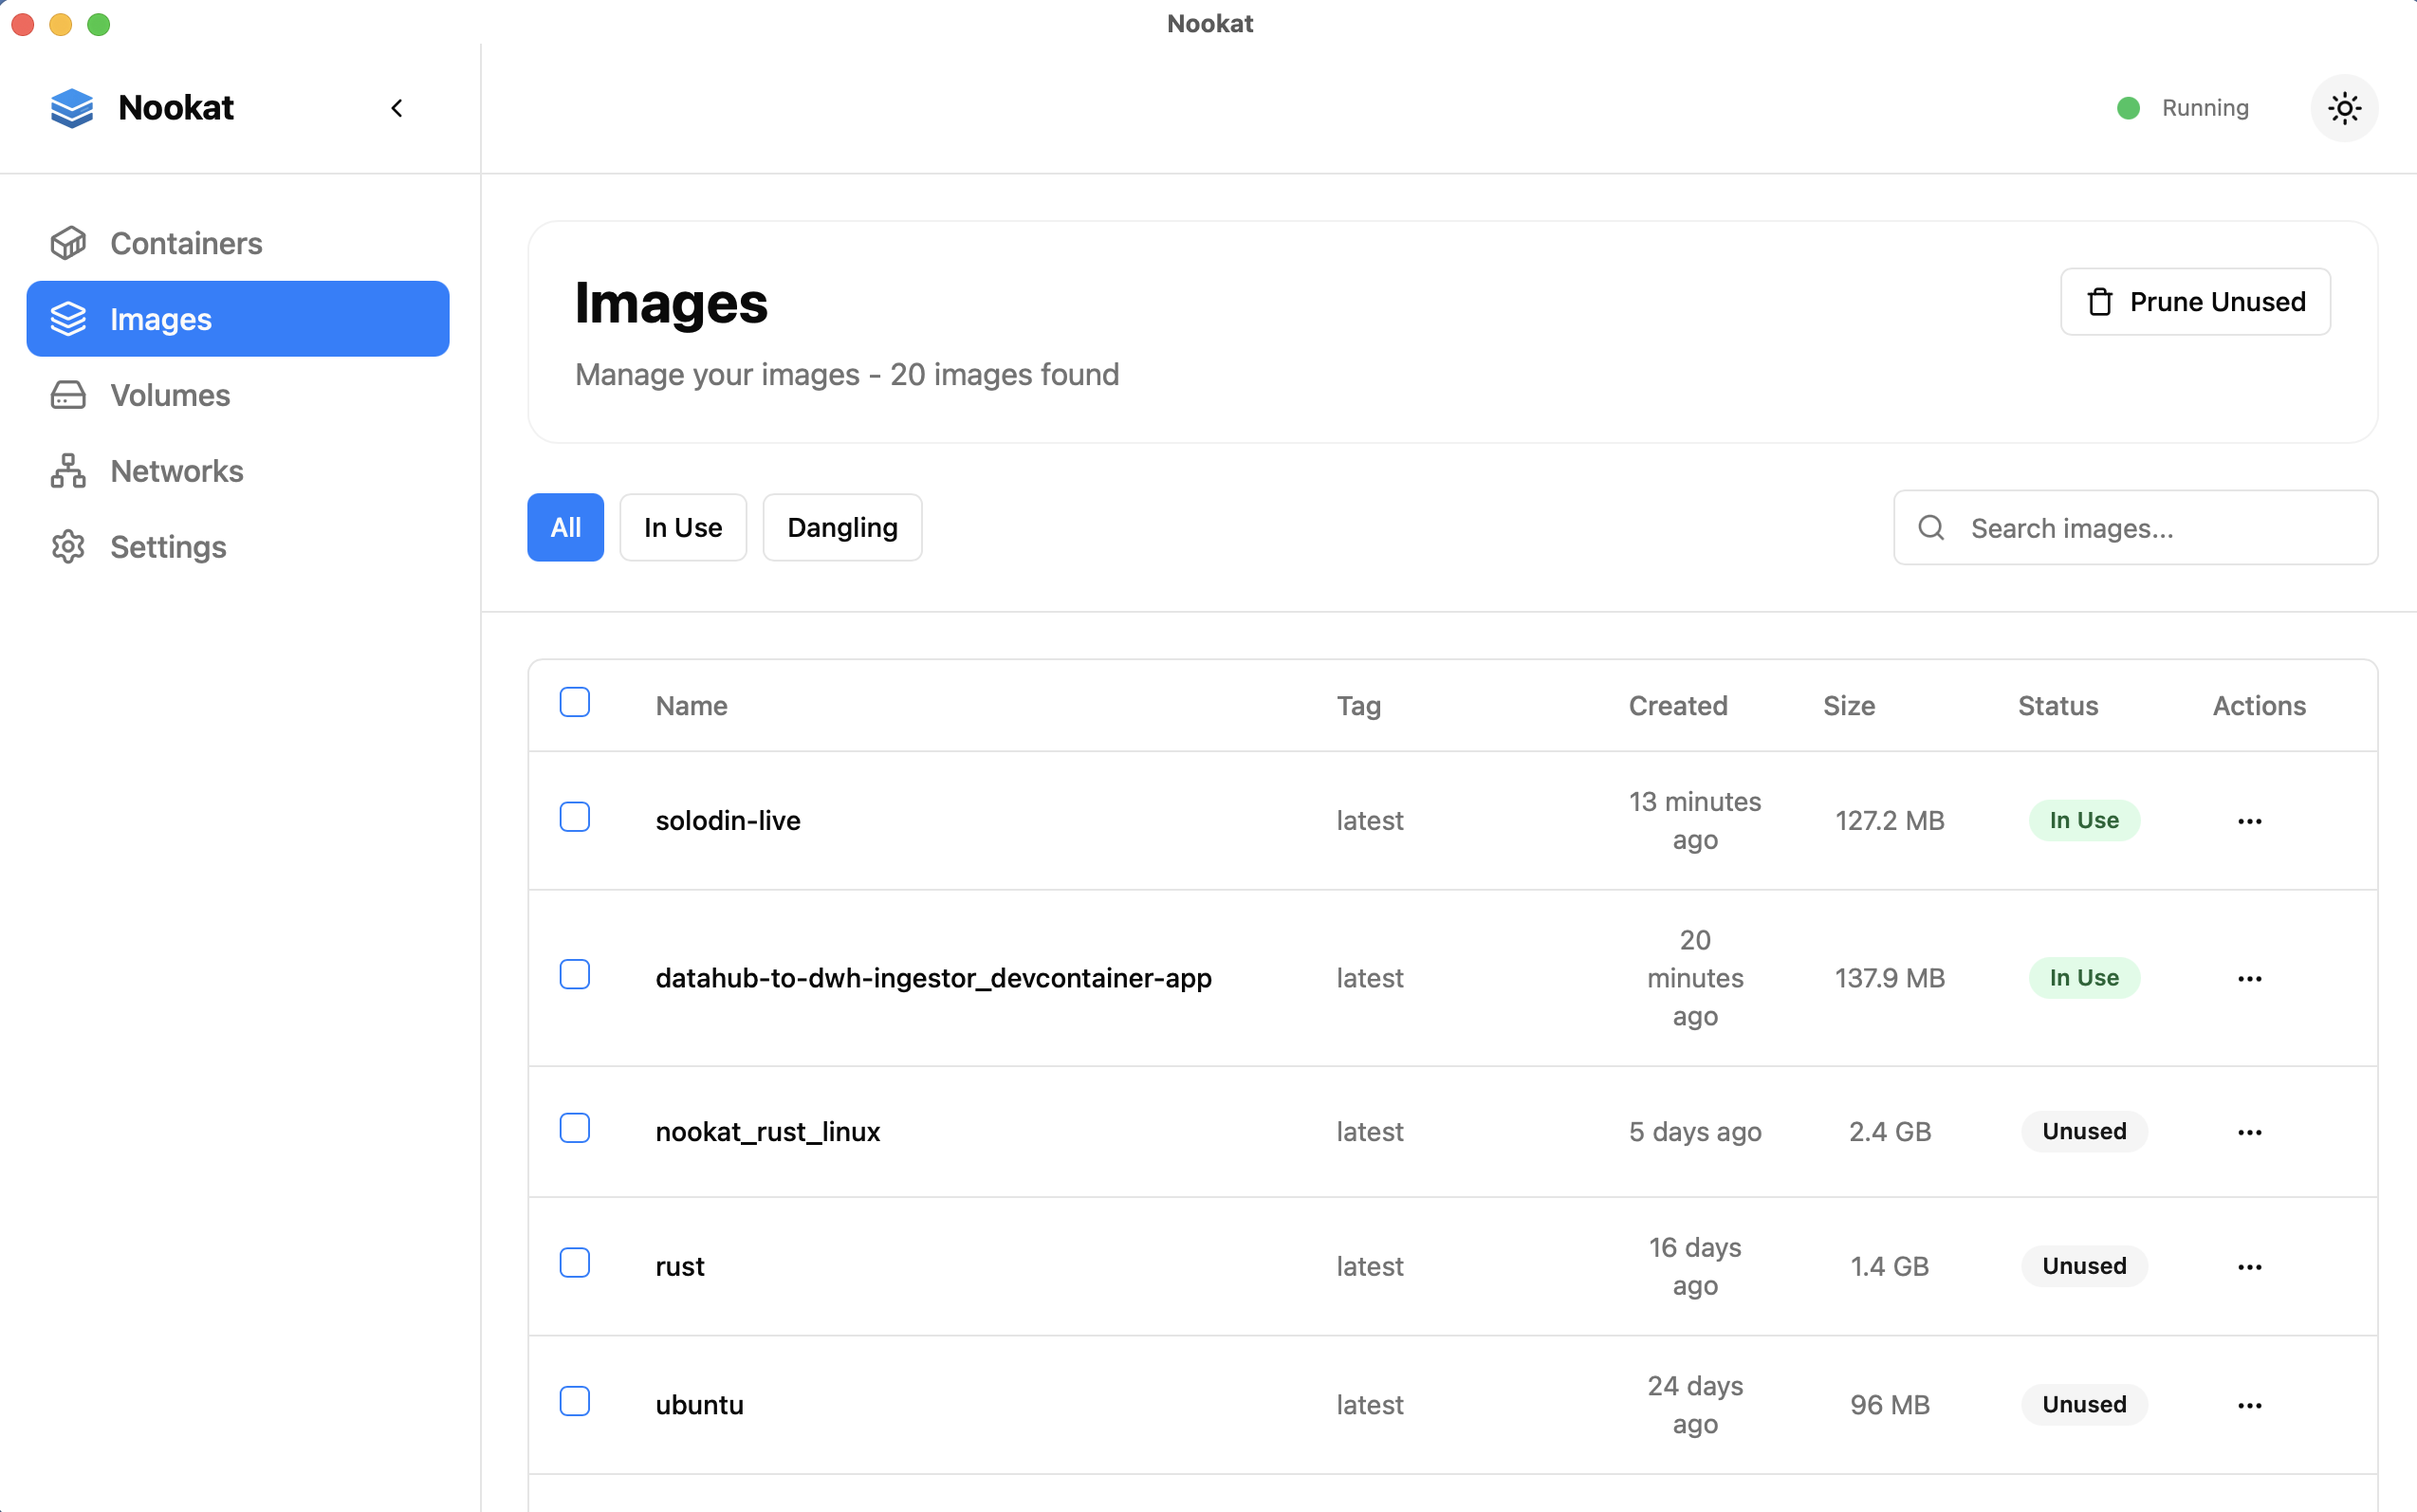 Nookat
Nookat
Running
Containers
Images
Volumes
Networks
Settings
Images
Prune Unused
Manage your images - 20 images found
All
In Use
Dangling
Search images...
Name Tag Created Size Status Actions
solodin-live latest 13 minutes ago 127.2 MB In Use
datahub-to-dwh-ingestor_devcontainer-app latest 20 minutes ago 137.9 MB In Use
nookat_rust_linux latest 5 days ago 2.4 GB Unused
rust latest 16 days ago 1.4 GB Unused
ubuntu latest 24 days ago 96 MB Unused